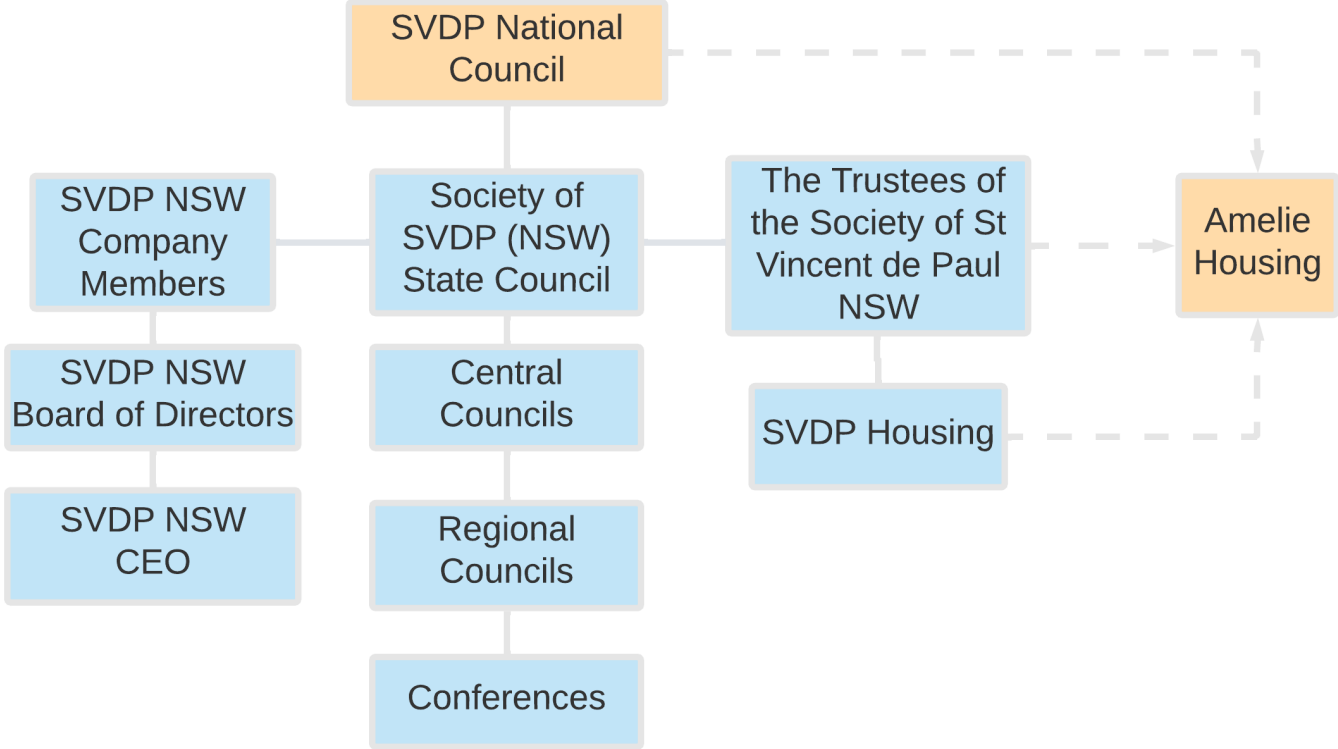 SVDP National
Council
SVDP NSW
Company
Members
Society of
SVDP (NSW)
State Council
The Trustees of
the Society of St
Vincent de Paul
NSW
Amelie
Housing
SVDP NSW
Board of Directors
Central
Councils
SVDP Housing
SVDP NSW
CEO
Regional
Councils
Conferences